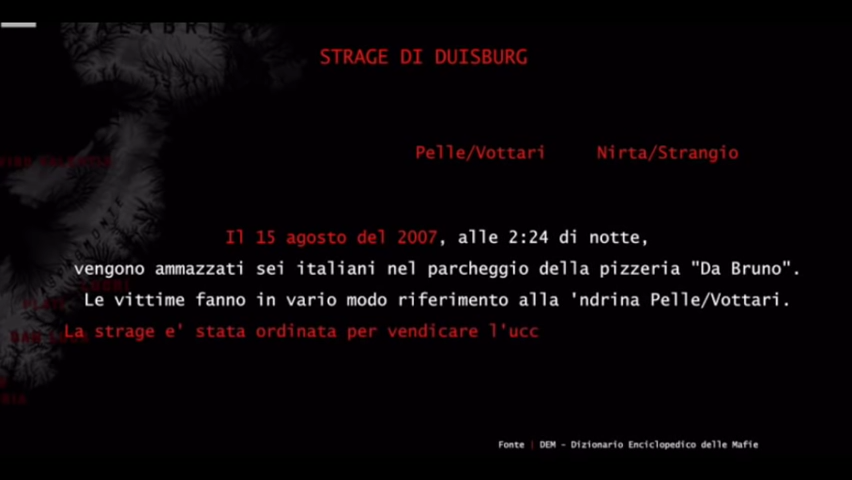 CALABRI
STRAGE DI DUISBURG
Pelle/Vottari Nirta/Strangio
Il 15 agosto del 2007, alle 2:24 di notte,
vengono ammazzati sei italiani nel parcheggio della pizzeria "Da Bruno".
Le vittime fanno in vario modo riferimento alla 'ndrina Pelle/Vottari.
La strage e' stata ordinata per vendicare l'ucc
Fonte | DEM - Dizionario Enciclopedico delle Mafie